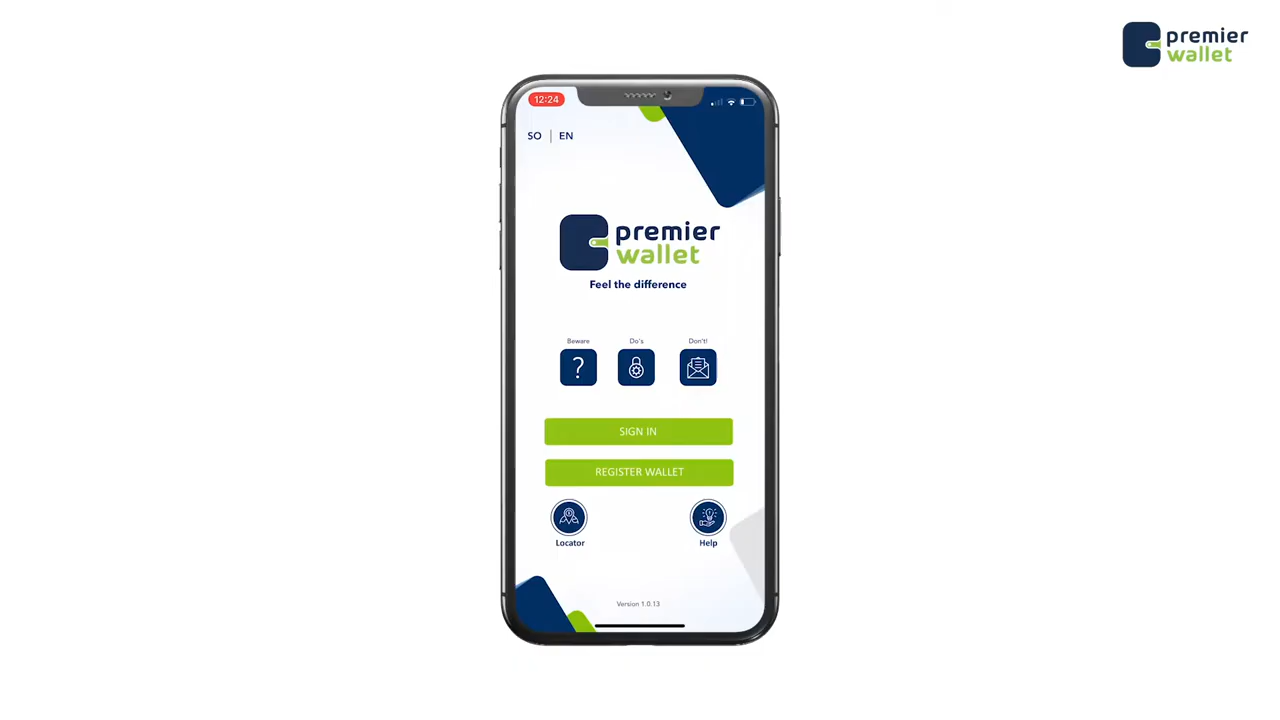 premier
wallet
12:24
SO | EN
premier
wallet
Feel the difference
Beware
Do's
Don't!
SIGN IN
REGISTER WALLET
Locator
Help
Version 1.0.13